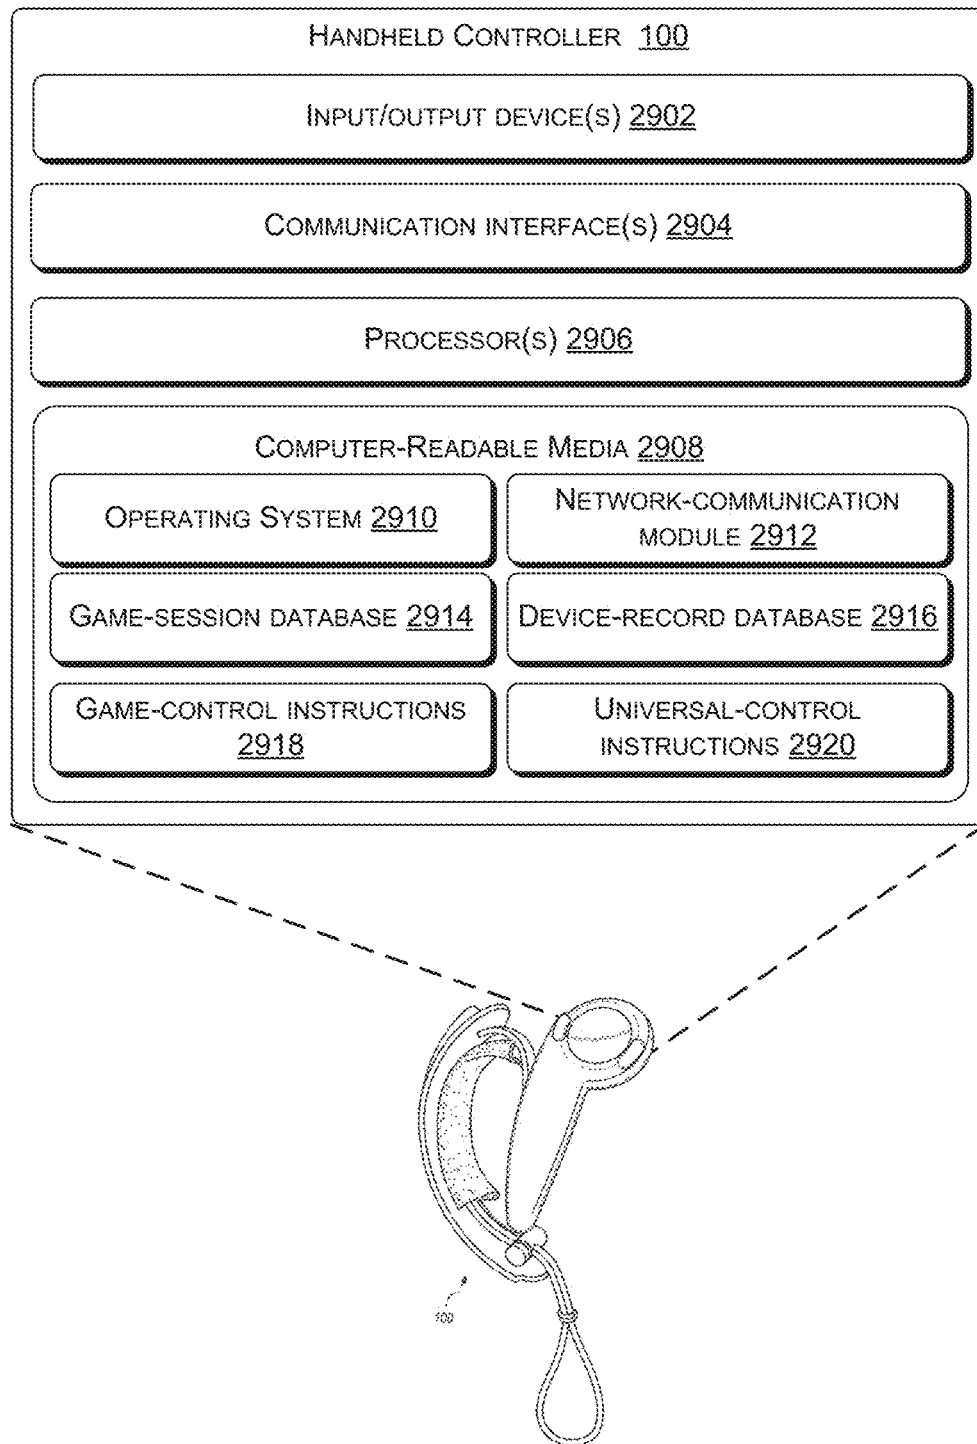 HANDHELD CONTROLLER 100
INPUT/OUTPUT DEVICE(S) 2902
COMMUNICATION INTERFACE(S) 2904
PROCESSOR(S) 2906
COMPUTER-READABLE MEDIA 2908
OPERATING SYSTEM 2910
NETWORK-COMMUNICATION
MODULE 2912
GAME-SESSION DATABASE 2914
DEVICE-RECORD DATABASE 2916
GAME-CONTROL INSTRUCTIONS
2918
UNIVERSAL-CONTROL
INSTRUCTIONS 2920
100